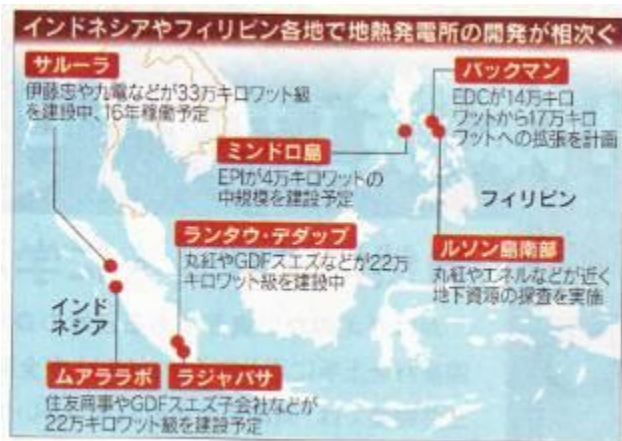 インドネシアやフィリピン各地で地熱発電所の開発が相次ぐ
サルーラ
伊藤忠や九電などが33万キロワット級
を建設中、16年稼働予定
バックマン
EDCが14万キロ
ワットから17万キロ
ワットへの拡張を計画
ミンドロ島
EPIが4万キロワットの
中規模を建設予定
フィリピン
ランタウ・デダップ
丸紅やGDFスエズなどが22万
キロワット級を建設中
ルソン島南部
丸紅やエネルなどが近く
地下資源の探査を実施
インド
ネシア
ムアララボ
ラジャバサ
住友商事やGDFスエズ子会社などが
22万キロワット級を建設予定